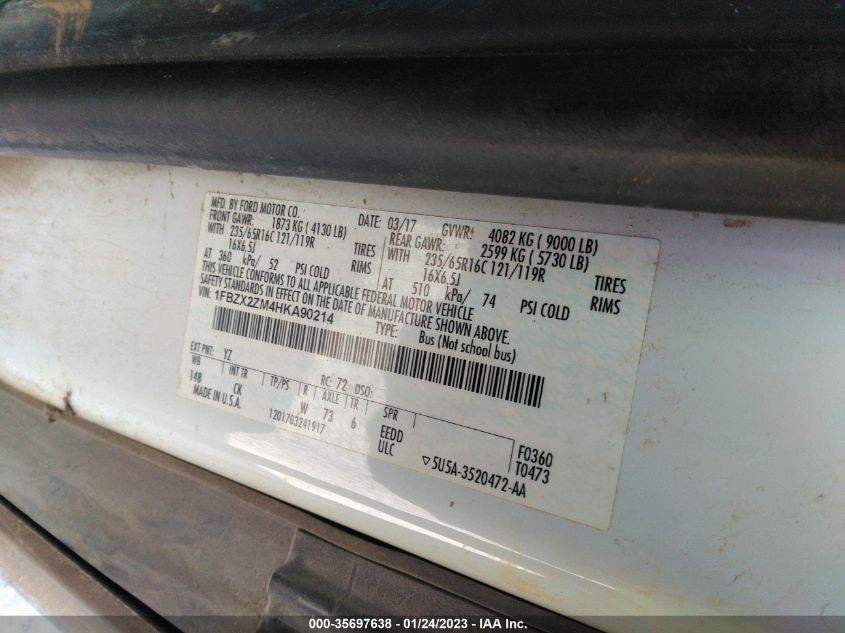 MFD. BY FORD MOTOR CO. DATE: 03/17 GVWR: 4082 KG ( 9000 LB)
FRONT GAWR: 1873 KG ( 4130 LB) REAR GAWR: 2599 KG ( 5730 LB)
WITH 235/65R16C 121/119R TIRES WITH 235/65R16C 121/119R TIRES
16X6.5J RIMS 16X6.5J RIMS
AT 360 kPa/ 52 PSI COLD AT 510 kPa/ 74 PSI COLD
THIS VEHICLE CONFORMS TO ALL APPLICABLE FEDERAL MOTOR VEHICLE
SAFETY STANDARDS IN EFFECT ON THE DATE OF MANUFACTURE SHOWN ABOVE.
VIN: 1FBZX2ZM4HKA90214 TYPE: Bus (Not school bus)
EXT PNT: YZ RC: 72 DSO:
WB INT TR TP/PS R AXLE TR SPR
148 CK W 73 6 EEDD F0360
MADE IN U.S.A. 1201703241917 ULC ▽5U5A-3520472-AA T0473
000-35697638 - 01/24/2023 - IAA Inc.